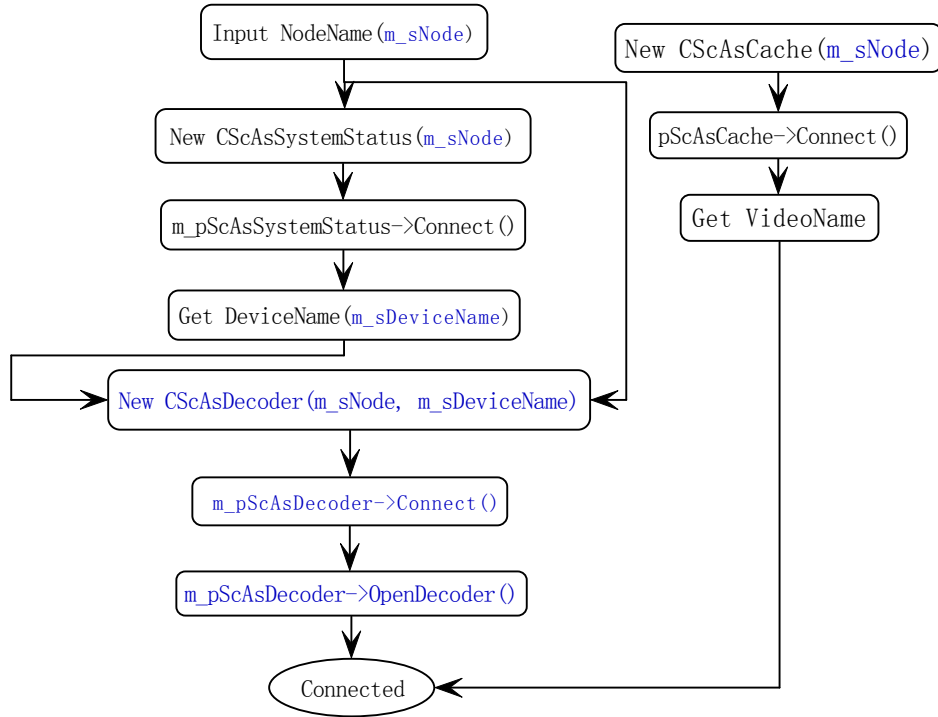 Input NodeName(m_sNode)
New CScAsSystemStatus(m_sNode)
m_pScAsSystemStatus->Connect()
Get DeviceName(m_sDeviceName)
New CScAsDecoder(m_sNode, m_sDeviceName)
m_pScAsDecoder->Connect()
m_pScAsDecoder->OpenDecoder()
Connected
New CScAsCache(m_sNode)
pScAsCache->Connect()
Get VideoName